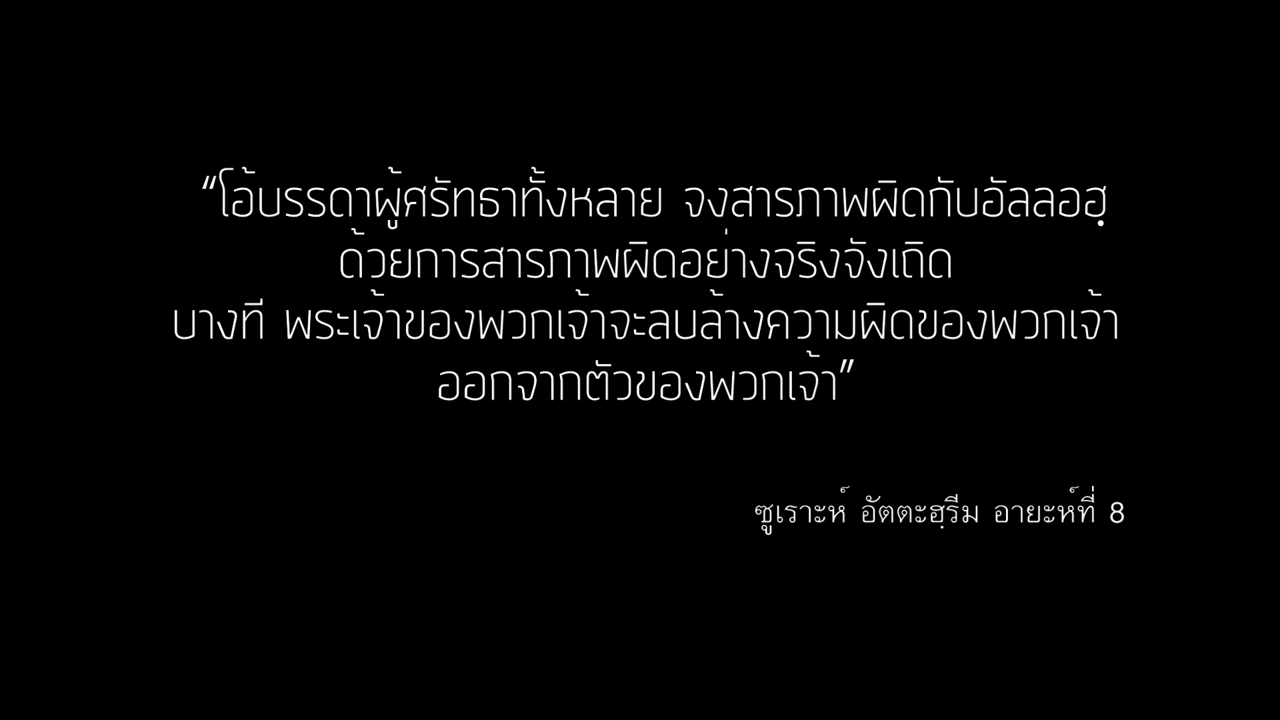 “โอ้บรรดาผู้ศรัทธาทั้งหลาย จงสารภาพผิดกับอัลลอฮฺ
ด้วยการสารภาพผิดอย่างจริงจังเถิด
บางที พระเจ้าของพวกเจ้าจะลบล้างความผิดของพวกเจ้า
ออกจากตัวของพวกเจ้า”
ซูเราะห์ อัตตะฮฺรีม อายะห์ที่ 8